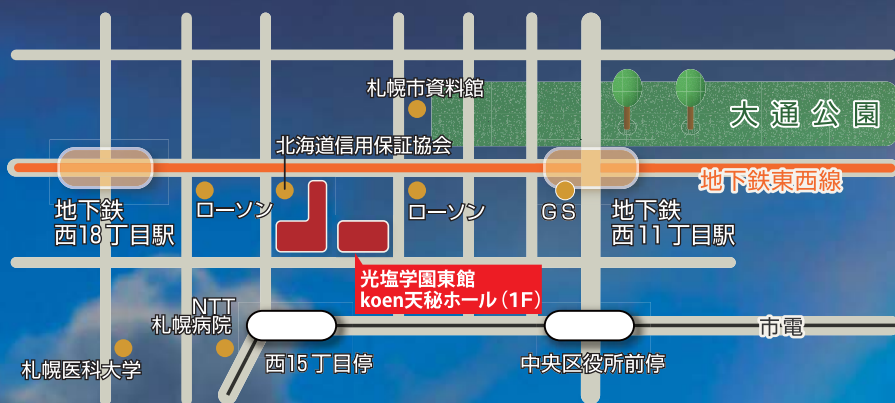 札幌市資料館
大通公園
北海道信用保証協会
地下鉄東西線
ローソン
ローソン
GS
地下鉄
西18丁目駅
地下鉄
西11丁目駅
光塩学園東館
koen天秘ホール（1F）
NTT
札幌病院
市電
札幌医科大学
西15丁目停
中央区役所前停